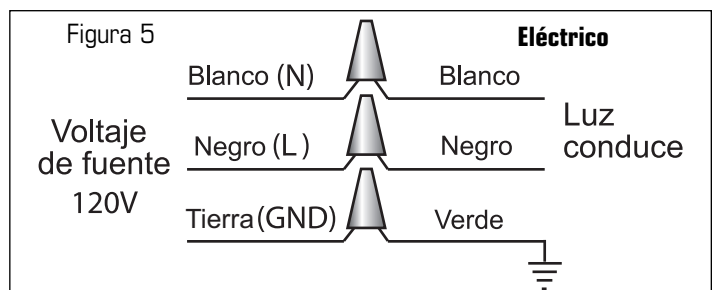 Figura 5
Eléctrico
Blanco (N)
Blanco
Voltaje
de fuente
120V
Negro (L)
Negro
Luz
conduce
Tierra (GND)
Verde